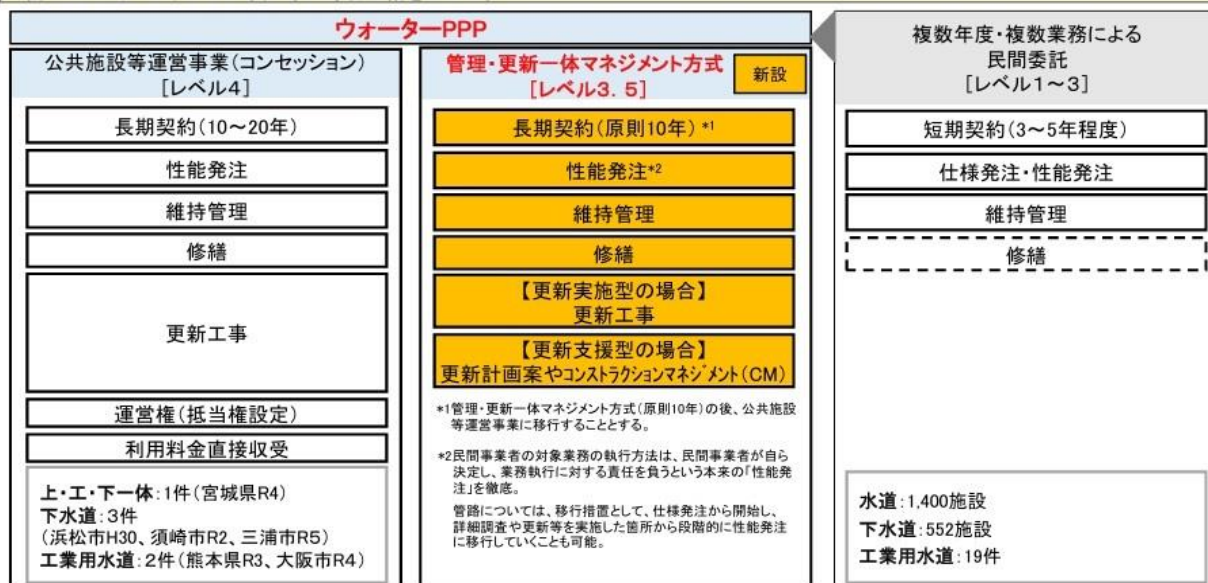 ウォーターPPP
公共施設等運営事業(コンセッション)
[レベル4]
長期契約(10~20年)
性能発注
維持管理
修繕
更新工事
運営権(抵当権設定)
利用料金直接収受
上・工・下一体:1件(宮城県R4)
下水道:3件
(浜松市H30、須崎市R2、三浦市R5)
工業用水道:2件(熊本県R3、大阪市R4)
管理・更新一体マネジメント方式
[レベル3.5]
新設
長期契約(原則10年)*1
性能発注*2
維持管理
修繕
【更新実施型の場合】
更新工事
【更新支援型の場合】
更新計画案やコンストラクションマネジメント(CM)
*1管理・更新一体マネジメント方式(原則10年)の後、公共施設
等運営事業に移行することとする。
*2民間事業者の対象業務の執行方法は、民間事業者が自ら
決定し、業務執行に対する責任を負うという本来の「性能発
注」を徹底。
管路については、移行措置として、仕様発注から開始し、
詳細調査や更新等を実施した箇所から段階的に性能発注
に移行していくことも可能。
複数年度・複数業務による
民間委託
[レベル1~3]
短期契約(3~5年程度)
仕様発注・性能発注
維持管理
修繕
水道:1,400施設
下水道:552施設
工業用水道:19件